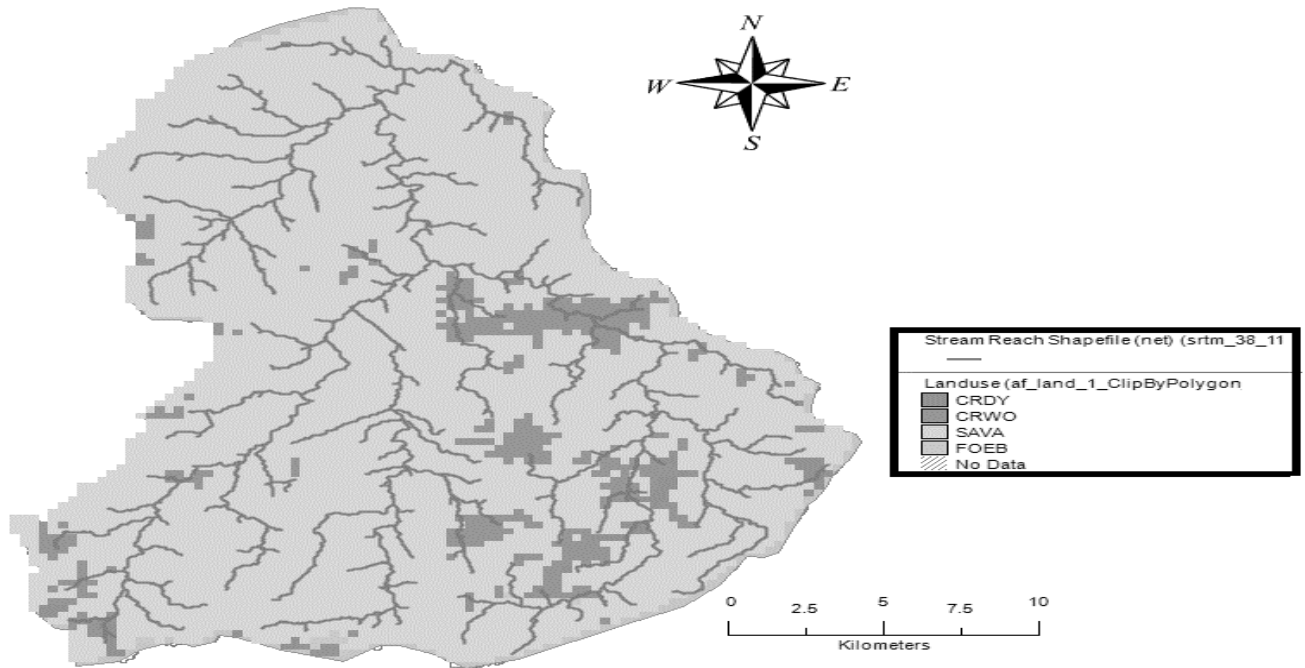 N
W E
S
Stream Reach Shapefile (net) (srtm_38_11
Landuse (af_land_1_ClipByPolygon
CRDY
CRWO
SAVA
FOEB
No Data
0 2.5 5 7.5 10
Kilometers